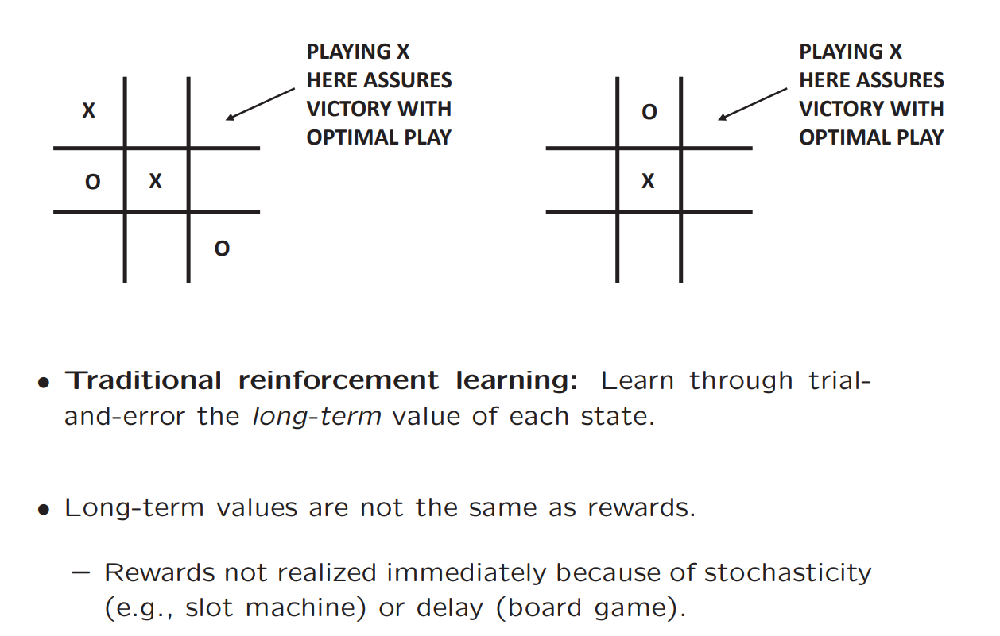 PLAYING X
HERE ASSURES
VICTORY WITH
OPTIMAL PLAY
X
O X
O
PLAYING X
HERE ASSURES
VICTORY WITH
OPTIMAL PLAY
O
X
• Traditional reinforcement learning: Learn through trial-
and-error the long-term value of each state.
• Long-term values are not the same as rewards.
– Rewards not realized immediately because of stochasticity
(e.g., slot machine) or delay (board game).